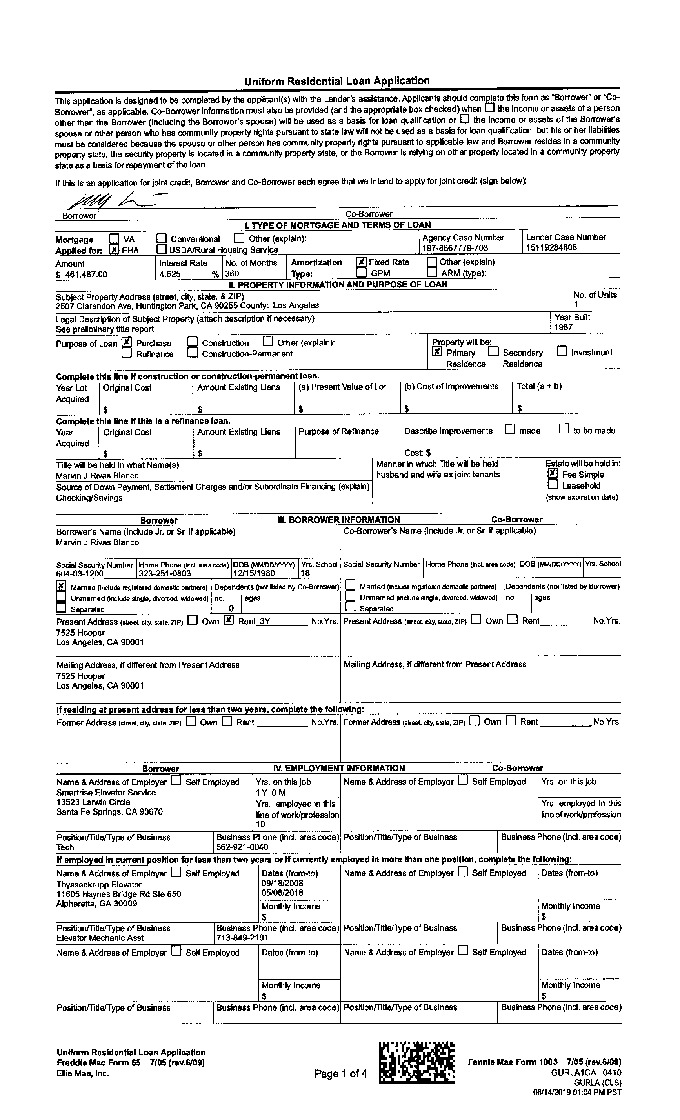 Uniform Residential Loan Application
This application is designed to be completed by the applicant(s) with the Lender's assistance. Applicants should complete this form as "Borrower" or "Co-
Borrower", as applicable. Co-Borrower information must also be provided (and the appropriate box checked) when the income or assets of a person
other than the Borrower (including the Borrower's spouse) will be used as a basis for loan qualification or the income or assets of the Borrower's
spouse or other person who has community property rights pursuant to state law will not be used as a basis for loan qualification, but his or her liabilities
must be considered because the spouse or other person has community property rights pursuant to applicable law and Borrower resides in a community
property state, the security property is located in a community property state, or the Borrower is relying on other property located in a community property
state as a basis for repayment of the loan.
If this is an application for joint credit, Borrower and Co-Borrower each agree that we intend to apply for joint credit (sign below):
Borrower Co-Borrower
I. TYPE OF MORTGAGE AND TERMS OF LOAN
Mortgage VA Conventional Other (explain): Agency Case Number Lender Case Number
Applied for: X FHA USDA/Rural Housing Service 15119284808
Amount Interest Rate No. of Months Amortization X Fixed Rate Other (explain):
$ 461,487.00 4.625 % 360 Type: GPM ARM (type):
II. PROPERTY INFORMATION AND PURPOSE OF LOAN
Subject Property Address (street, city, state, & ZIP) No. of Units
2607 Clarendon Ave, Huntington Park, CA 90255 County: Los Angeles 1
Legal Description of Subject Property (attach description if necessary) Year Built
See preliminary title report 1987
Purpose of Loan X Purchase Construction Other (explain): Property will be:
Refinance Construction-Permanent X Primary Residence Secondary Residence Investment
Complete this line if construction or construction-permanent loan.
Year Lot Acquired Original Cost Amount Existing Liens (a) Present Value of Lot (b) Cost of Improvements Total (a + b)
$ $ $ $ $
Complete this line if this is a refinance loan.
Year Acquired Original Cost Amount Existing Liens Purpose of Refinance Describe Improvements made to be made
$ $ Cost: $
Title will be held in what Name(s) Manner in which Title will be held Estate will be held in:
Marvin J Rivas Blanco Husband and wife as joint tenants X Fee Simple
Source of Down Payment, Settlement Charges and/or Subordinate Financing (explain) Leasehold
Checking/Savings (show expiration date)
Borrower III. BORROWER INFORMATION Co-Borrower
Borrower's Name (include Jr. or Sr. if applicable) Co-Borrower's Name (include Jr. or Sr. if applicable)
Marvin J Rivas Blanco
Social Security Number Home Phone (incl. area code) DOB (MM/DD/YYYY) Yrs. School Social Security Number Home Phone (incl. area code) DOB (MM/DD/YYYY) Yrs. School
604-03-1200 323-251-0803 12/15/1980 18
X Married (include registered domestic partners) Dependents (not listed by Co-Borrower) Married (include registered domestic partners) Dependents (not listed by Borrower)
Unmarried (include single, divorced, widowed) no. ages Unmarried (include single, divorced, widowed) no. ages
Separated 0 Separated
Present Address (street, city, state, ZIP) Own X Rent 3Y No. Yrs. Present Address (street, city, state, ZIP) Own Rent No. Yrs.
7525 Hooper
Los Angeles, CA 90001
Mailing Address, if different from Present Address Mailing Address, if different from Present Address
7525 Hooper
Los Angeles, CA 90001
If residing at present address for less than two years, complete the following:
Former Address (street, city, state, ZIP) Own Rent No. Yrs. Former Address (street, city, state, ZIP) Own Rent No. Yrs.
Borrower IV. EMPLOYMENT INFORMATION Co-Borrower
Name & Address of Employer Self Employed Yrs. on this job Name & Address of Employer Self Employed Yrs. on this job
Smartrise Elevator Service 1 Y 0 M
13523 Larwin Circle Yrs. employed in this Yrs. employed in this
Santa Fe Springs, CA 90670 line of work/profession line of work/profession
10
Position/Title/Type of Business Business Phone (incl. area code) Position/Title/Type of Business Business Phone (incl. area code)
Tech 562-921-0040
If employed in current position for less than two years or if currently employed in more than one position, complete the following:
Name & Address of Employer Self Employed Dates (from-to) Name & Address of Employer Self Employed Dates (from-to)
Thyssenkrupp Elevator 09/18/2008
11605 Haynes Bridge Rd Ste 650 05/08/2018
Alpharetta, GA 30009 Monthly Income Monthly Income
$ $
Position/Title/Type of Business Business Phone (incl. area code) Position/Title/Type of Business Business Phone (incl. area code)
Elevator Mechanic Asst 713-849-2191
Name & Address of Employer Self Employed Dates (from-to) Name & Address of Employer Self Employed Dates (from-to)
Monthly Income Monthly Income
$ $
Position/Title/Type of Business Business Phone (incl. area code) Position/Title/Type of Business Business Phone (incl. area code)
Uniform Residential Loan Application
Freddie Mac Form 65 7/05 (rev.6/09)
Ellie Mae, Inc.
Page 1 of 4
Fannie Mae Form 1003 7/05 (rev.6/09)
GURLA1CA 0410
GURLA (CLS)
06/14/2019 01:04 PM PST